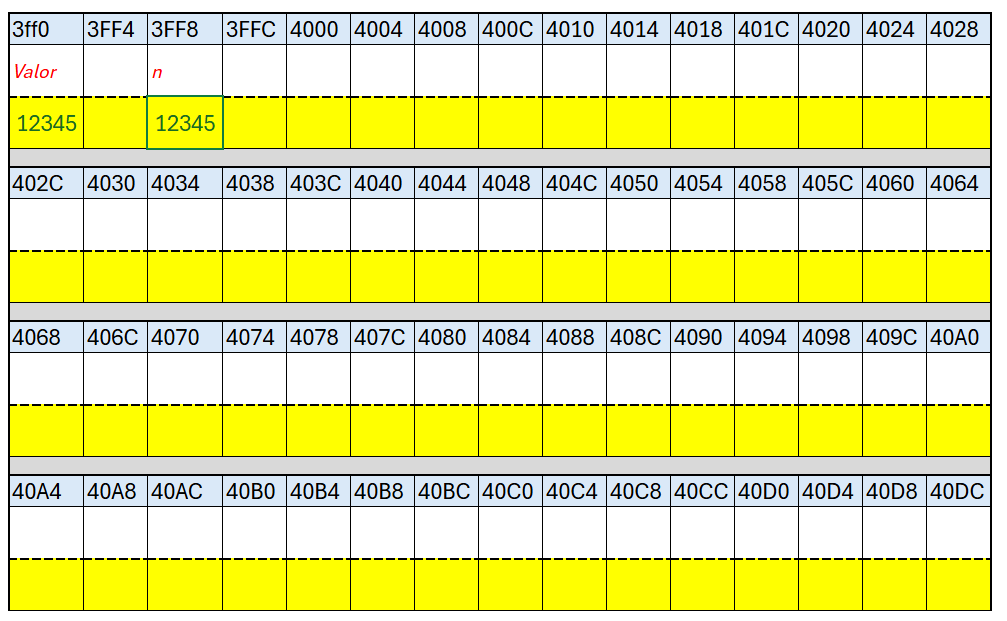 3ff0 3FF4 3FF8 3FFC 4000 4004 4008 400C 4010 4014 4018 401C 4020 4024 4028
Valor n
12345 12345
402C 4030 4034 4038 403C 4040 4044 4048 404C 4050 4054 4058 405C 4060 4064
4068 406C 4070 4074 4078 407C 4080 4084 4088 408C 4090 4094 4098 409C 40A0
40A4 40A8 40AC 40B0 40B4 40B8 40BC 40C0 40C4 40C8 40CC 40D0 40D4 40D8 40DC